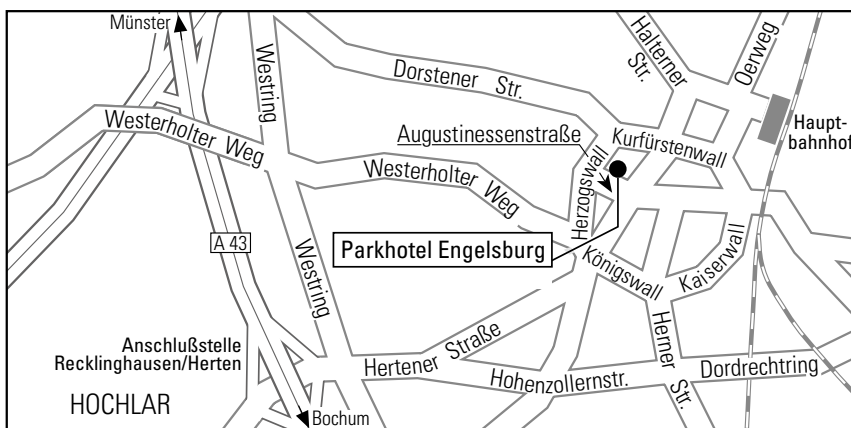 Münster
Westring
Dorstener Str.
Halterner
Str.
Oerweg
Haupt-
bahnhof
Westerholter Weg
Augustinessenstraße
Kurfürstenwall
Westerholter Weg
Herzogswall
A 43
Parkhotel Engelsburg
Westring
Königswall
Kaiserwall
Anschlußstelle
Recklinghausen/Herten
Hertener Straße
Herner
Str.
Hohenzollernstr.
Dordrechtring
HOCHLAR
Bochum